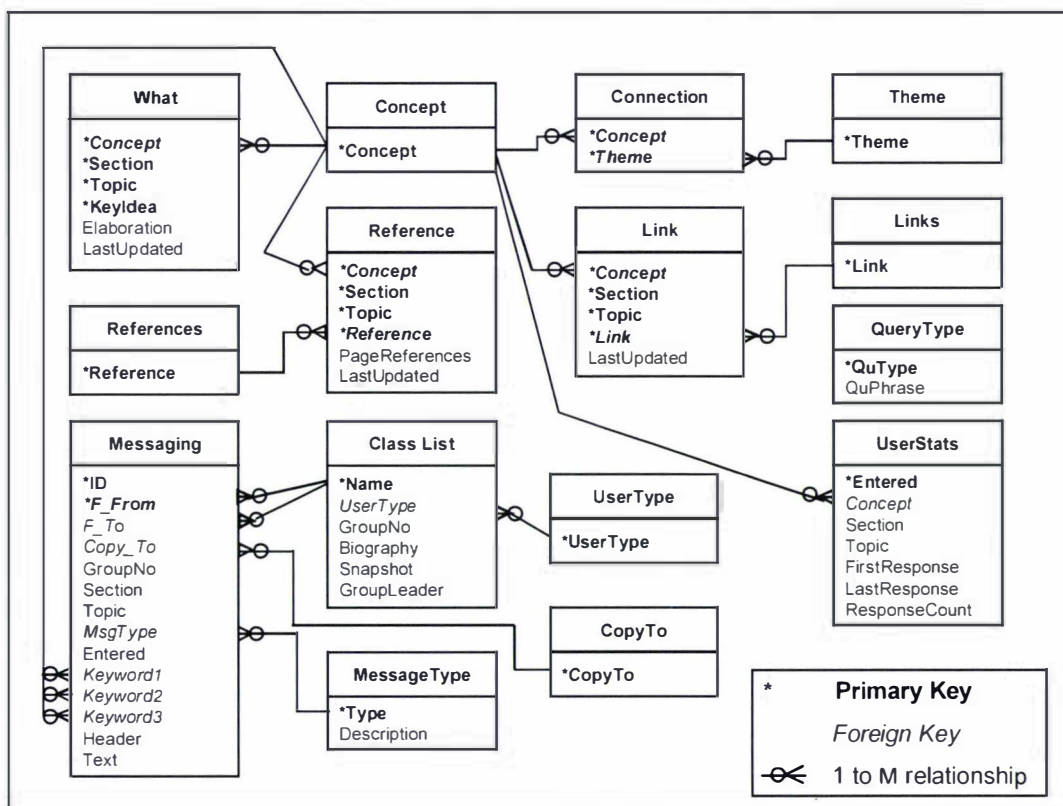 What
*Concept
*Section
*Topic
*KeyIdea
Elaboration
LastUpdated
Concept
*Concept
Connection
*Concept
*Theme
Theme
*Theme
Reference
*Concept
*Section
*Topic
*Reference
PageReferences
LastUpdated
Link
*Concept
*Section
*Topic
*Link
LastUpdated
Links
*Link
References
*Reference
QueryType
*QuType
QuPhrase
Messaging
*ID
*F_From
F_To
Copy_To
GroupNo
Section
Topic
MsgType
Entered
Keyword1
Keyword2
Keyword3
Header
Text
Class List
*Name
UserType
GroupNo
Biography
Snapshot
GroupLeader
UserType
*UserType
UserStats
*Entered
Concept
Section
Topic
FirstResponse
LastResponse
ResponseCount
CopyTo
*CopyTo
MessageType
*Type
Description
* Primary Key
Foreign Key
1 to M relationship